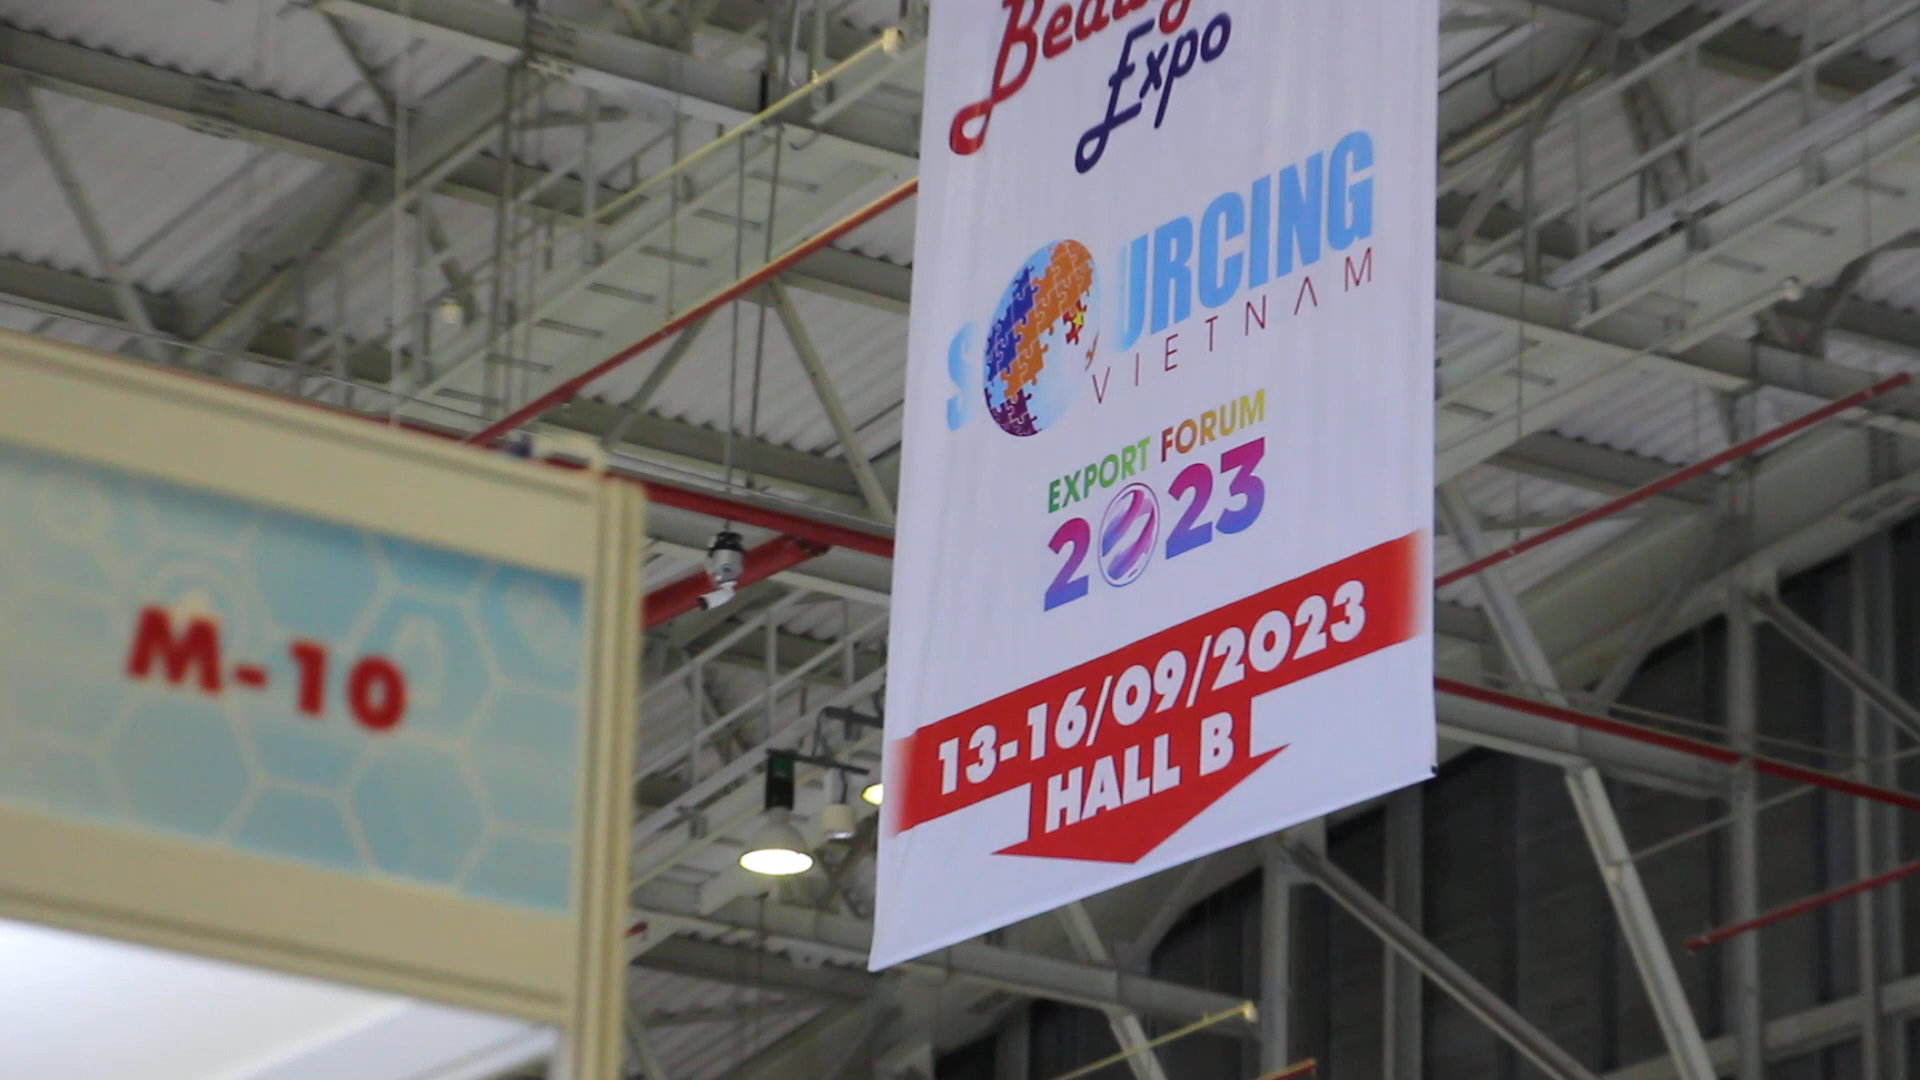 Beauty
Expo
SOURCING
VIETNAM
EXPORT FORUM
2023
13-16/09/2023
HALL B
M-10